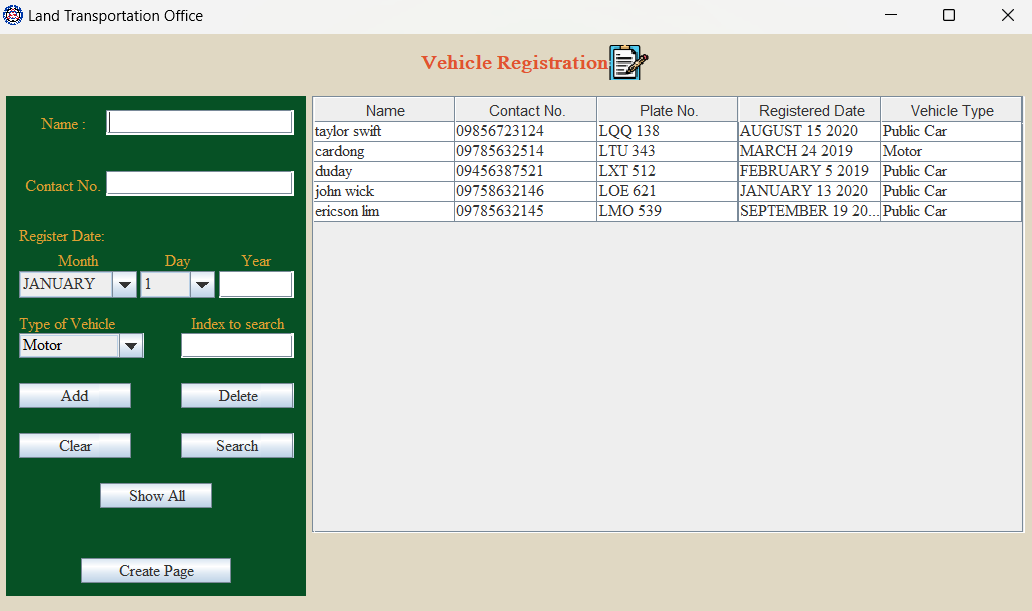 Land Transportation Office
Vehicle Registration
Name :
Contact No.
Register Date:
Month Day Year
JANUARY 1
Type of Vehicle Index to search
Motor
Add Delete
Clear Search
Show All
Create Page
Name Contact No. Plate No. Registered Date Vehicle Type
taylor swift 09856723124 LQQ 138 AUGUST 15 2020 Public Car
cardong 09785632514 LTU 343 MARCH 24 2019 Motor
duday 09456387521 LXT 512 FEBRUARY 5 2019 Public Car
john wick 09758632146 LOE 621 JANUARY 13 2020 Public Car
ericson lim 09785632145 LMO 539 SEPTEMBER 19 20... Public Car